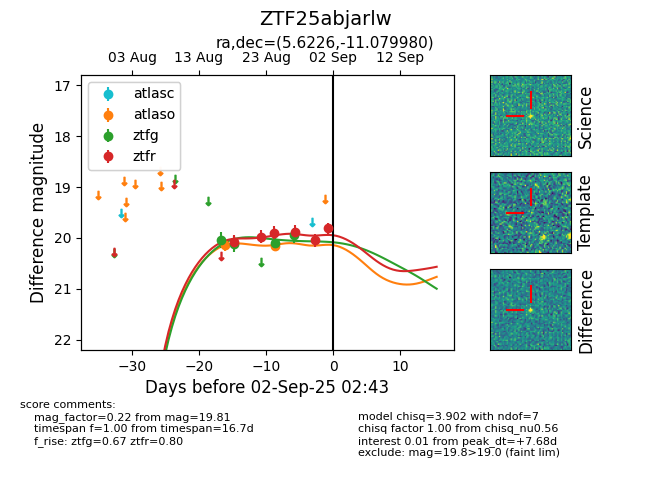 ZTF25abjarlw
ra,dec=(5.6226,-11.079980)
03 Aug 13 Aug 23 Aug 02 Sep 12 Sep
17
18
19
20
21
22
Difference magnitude
atlasc
atlaso
ztfg
ztfr
−30 −20 −10 0 10
Days before 02-Sep-25 02:43
Science
Template
Difference
score comments:
mag_factor=0.22 from mag=19.81
timespan f=1.00 from timespan=16.7d
f_rise: ztfg=0.67 ztfr=0.80
model chisq=3.902 with ndof=7
chisq factor 1.00 from chisq_nu0.56
interest 0.01 from peak_dt=+7.68d
exclude: mag=19.8>19.0 (faint lim)